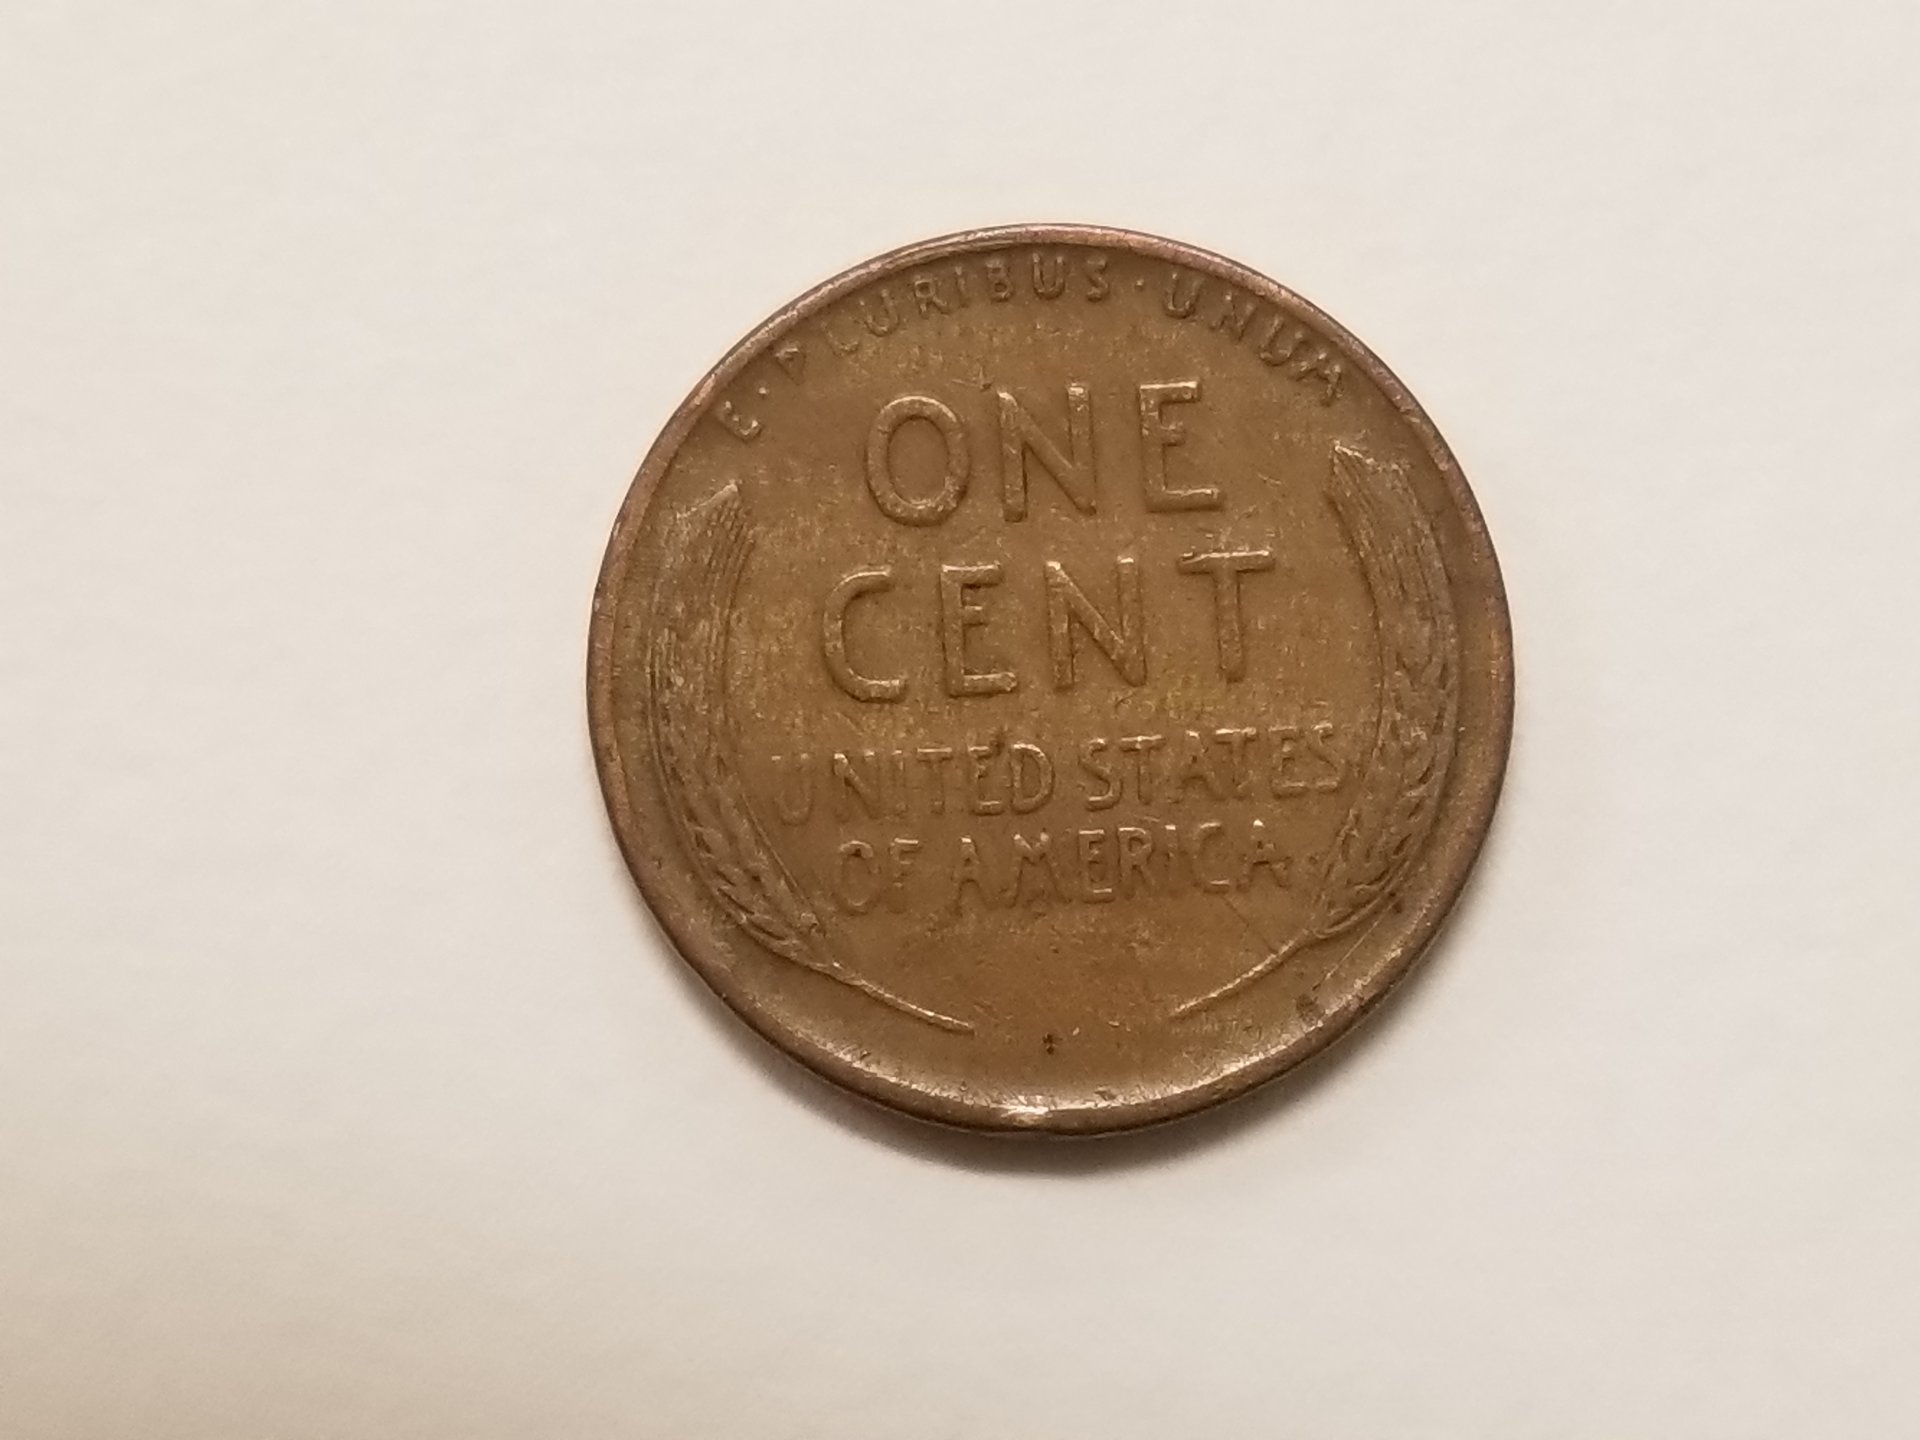 E · PLURIBUS · UNUM
ONE
CENT
UNITED STATES
OF AMERICA